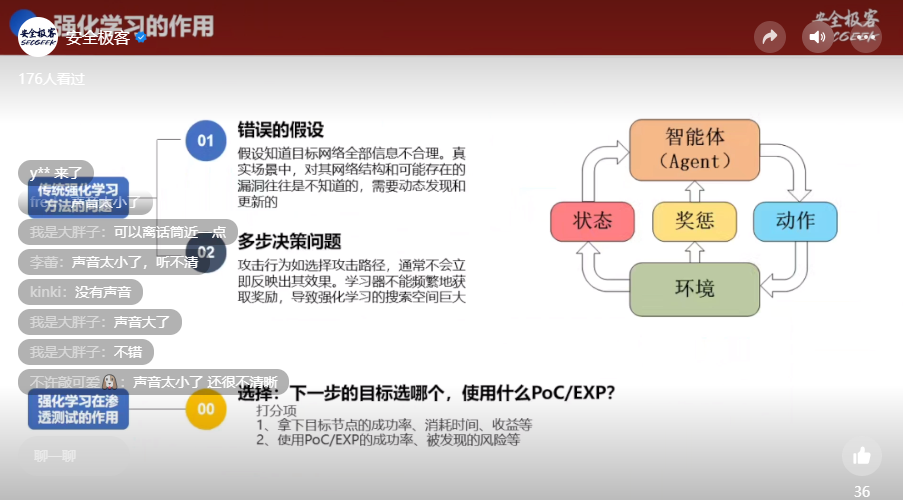 强化学习的作用
安全极客
SECGEEK
安全极客
SECGEEK
176人看过
01
错误的假设
假设知道目标网络全部信息不合理。真
实场景中，对其网络结构和可能存在的
漏洞往往是不知道的，需要动态发现和
更新的
传统强化学习
方法的问题
02
多步决策问题
攻击行为如选择攻击路径，通常不会立
即反映出其效果。学习器不能频繁地获
取奖励，导致强化学习的搜索空间巨大
智能体
（Agent）
状态
奖惩
动作
环境
y** 来了
声音太小了
我是大胖子：可以离话筒近一点
李蕾：声音太小了，听不清
kinki：没有声音
我是大胖子：声音大了
我是大胖子：不错
不许敲可爱：声音太小了 还很不清晰
强化学习在渗
透测试的作用
00
选择：下一步的目标选哪个，使用什么PoC/EXP？
打分项
1、拿下目标节点的成功率、消耗时间、收益等
2、使用PoC/EXP的成功率、被发现的风险等
聊一聊
36